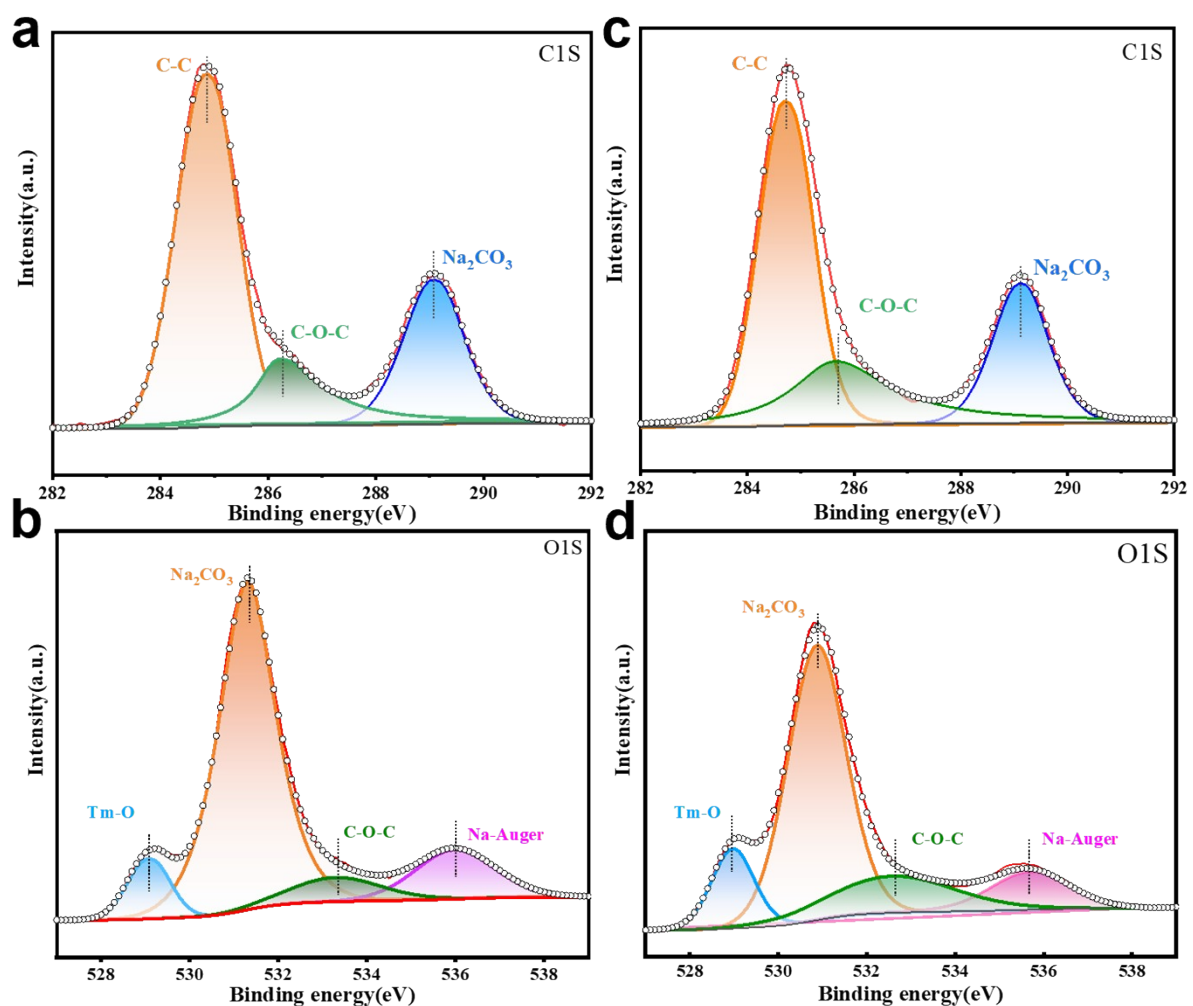 a
C1S
C-C
C-O-C
Na₂CO₃
Intensity(a.u.)
282 284 286 288 290 292
Binding energy(eV)
c
C1S
C-C
C-O-C
Na₂CO₃
Intensity(a.u.)
282 284 286 288 290 292
Binding energy(eV)
b
O1S
Na₂CO₃
Tm-O
C-O-C
Na-Auger
Intensity(a.u.)
528 530 532 534 536 538
Binding energy(eV)
d
O1S
Na₂CO₃
Tm-O
C-O-C
Na-Auger
Intensity(a.u.)
528 530 532 534 536 538
Binding energy(eV)